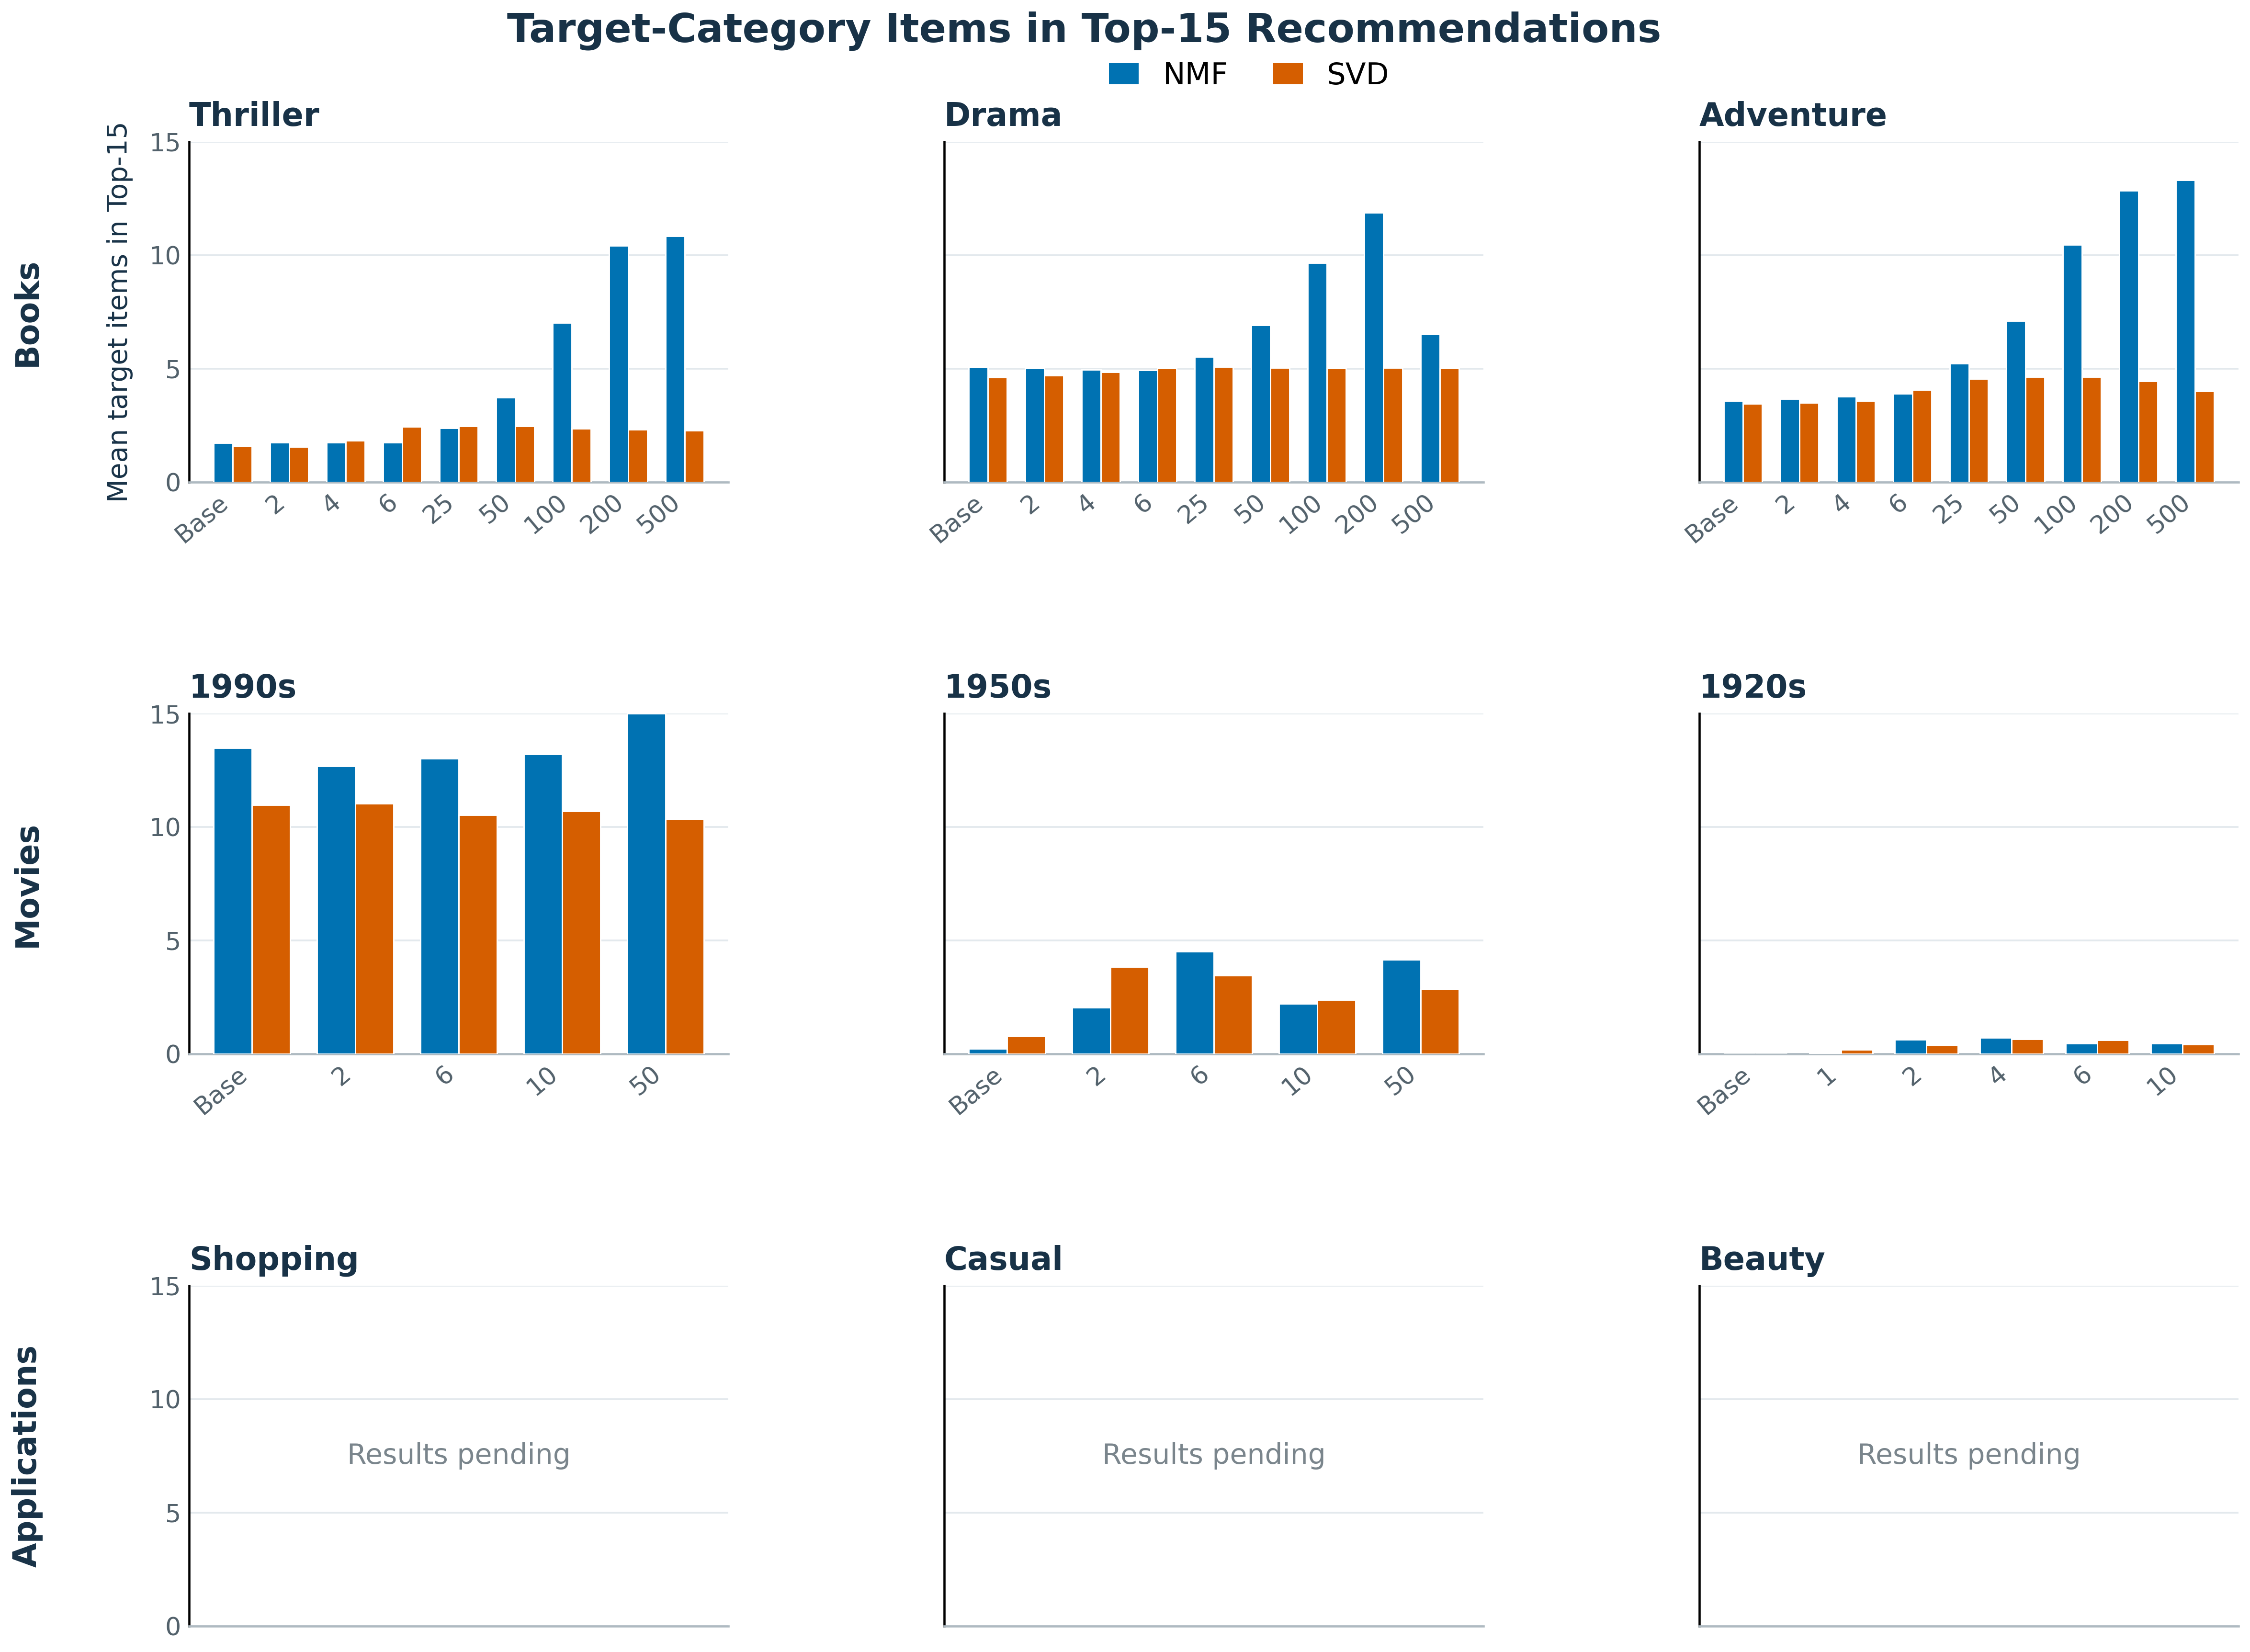 Target-Category Items in Top-15 Recommendations
NMF SVD
Books
Mean target items in Top-15
Thriller
15
10
5
0
Base 2 4 6 25 50 100 200 500
Drama
Base 2 4 6 25 50 100 200 500
Adventure
Base 2 4 6 25 50 100 200 500
Movies
1990s
15
10
5
0
Base 2 6 10 50
1950s
Base 2 6 10 50
1920s
Base 1 2 4 6 10
Applications
Shopping
15
10
5
0
Results pending
Casual
Results pending
Beauty
Results pending